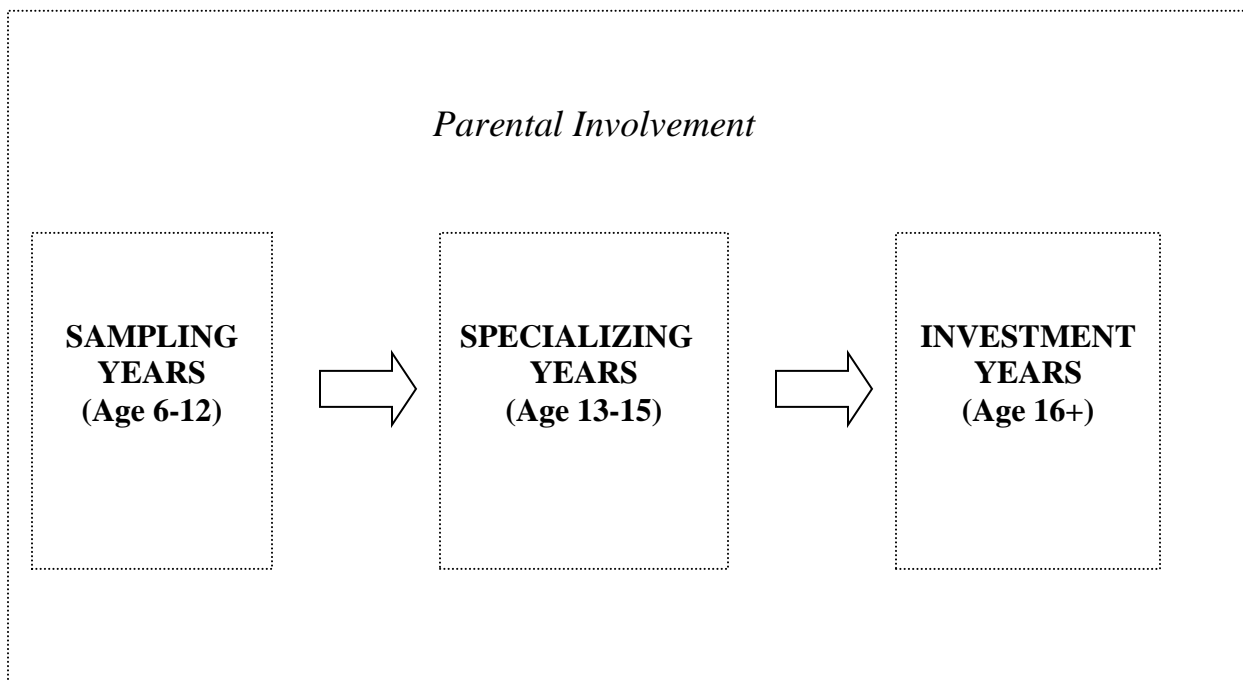 Parental Involvement
SAMPLING
YEARS
(Age 6-12)
SPECIALIZING
YEARS
(Age 13-15)
INVESTMENT
YEARS
(Age 16+)